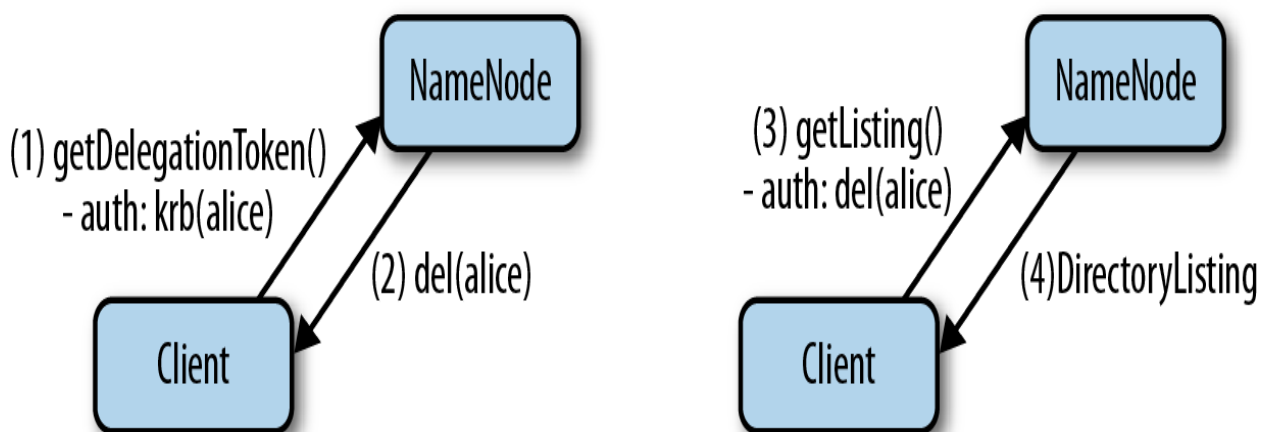 NameNode
(1) getDelegationToken()
- auth: krb(alice)
(2) del(alice)
Client
NameNode
(3) getListing()
- auth: del(alice)
(4)DirectoryListing
Client